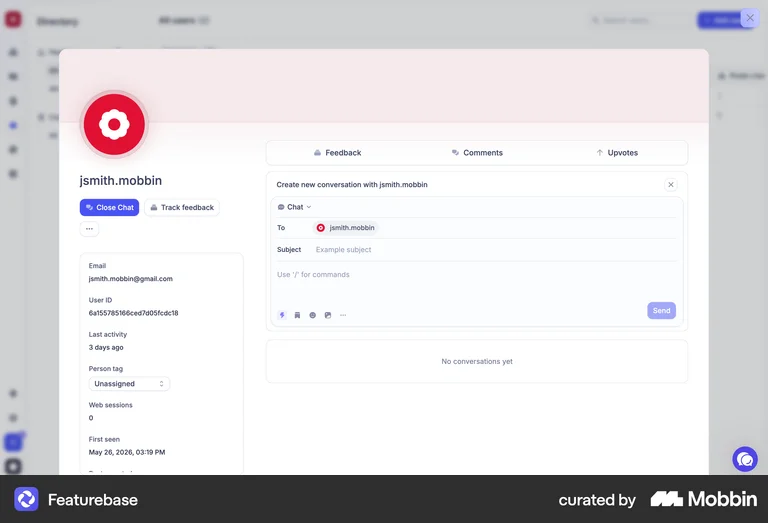 Directory
All users
jsmith.mobbin
Close Chat
Track feedback
Email
jsmith.mobbin@gmail.com
User ID
6a155785166ced7d05fcdc18
Last activity
3 days ago
Person tag
Unassigned
Web sessions
0
First seen
May 26, 2026, 03:19 PM
Feedback
Comments
Upvotes
Create new conversation with jsmith.mobbin
Chat
To jsmith.mobbin
Subject Example subject
Use '/' for commands
Send
No conversations yet
Featurebase
curated by Mobbin